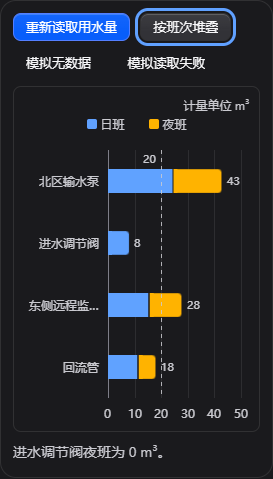 重新读取用水量 按班次堆叠
模拟无数据 模拟读取失败
计量单位 m³
日班 夜班
20
北区输水泵 43
进水调节阀 8
东侧远程监... 28
回流管 18
0 10 20 30 40 50
进水调节阀夜班为 0 m³。